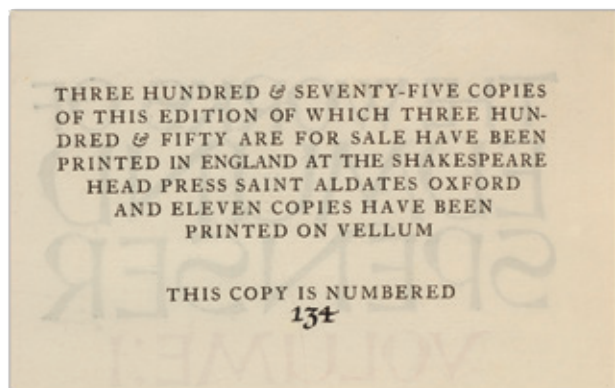 THREE HUNDRED & SEVENTY-FIVE COPIES
OF THIS EDITION OF WHICH THREE HUN-
DRED & FIFTY ARE FOR SALE HAVE BEEN
PRINTED IN ENGLAND AT THE SHAKESPEARE
HEAD PRESS SAINT ALDATES OXFORD
AND ELEVEN COPIES HAVE BEEN
PRINTED ON VELLUM
THIS COPY IS NUMBERED
134